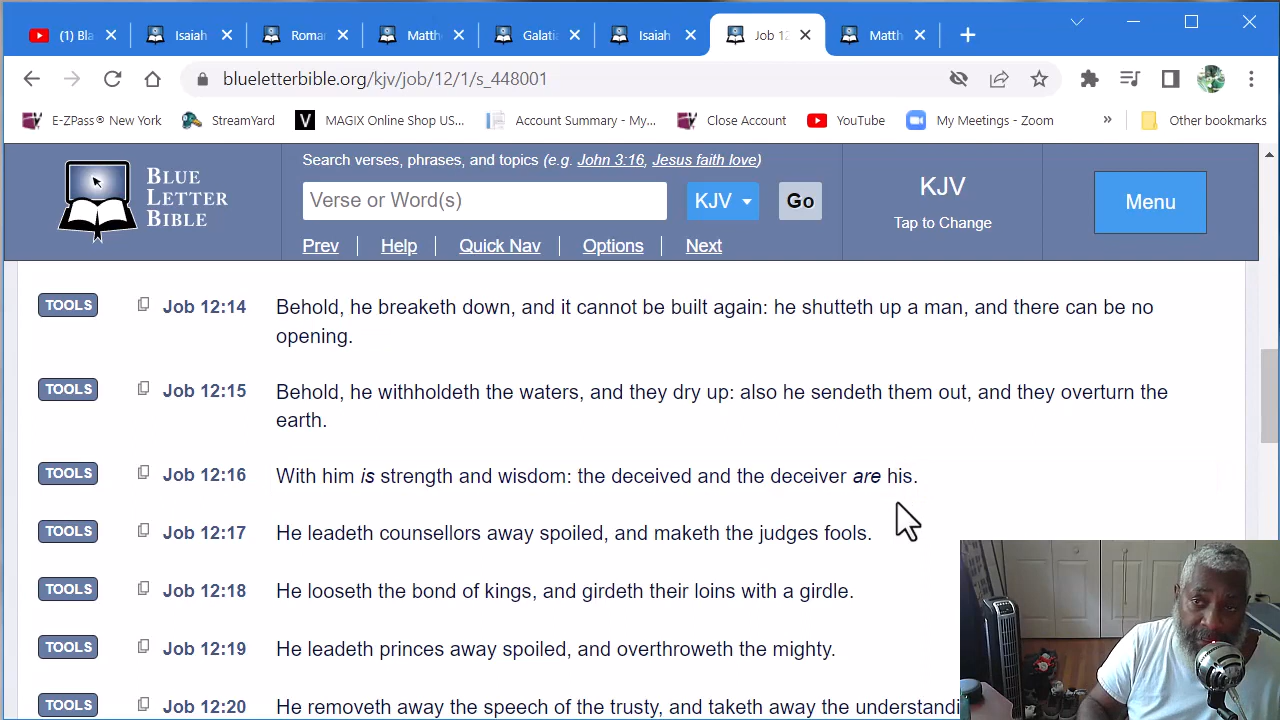 (1) Bla
Isaiah
Roma
Matth
Galati
Isaiah
Job 12
Matth
blueletterbible.org/kjv/job/12/1/s_448001
E-ZPass® New York
StreamYard
MAGIX Online Shop US...
Account Summary - My...
Close Account
YouTube
My Meetings - Zoom
»
Other bookmarks
BLUE
LETTER
BIBLE
Search verses, phrases, and topics (e.g. John 3:16, Jesus faith love)
Verse or Word(s)
KJV
Go
Prev
Help
Quick Nav
Options
Next
KJV
Tap to Change
Menu
TOOLS Job 12:14 Behold, he breaketh down, and it cannot be built again: he shutteth up a man, and there can be no
opening.
TOOLS Job 12:15 Behold, he withholdeth the waters, and they dry up: also he sendeth them out, and they overturn the
earth.
TOOLS Job 12:16 With him is strength and wisdom: the deceived and the deceiver are his.
TOOLS Job 12:17 He leadeth counsellors away spoiled, and maketh the judges fools.
TOOLS Job 12:18 He looseth the bond of kings, and girdeth their loins with a girdle.
TOOLS Job 12:19 He leadeth princes away spoiled, and overthroweth the mighty.
TOOLS Job 12:20 He removeth away the speech of the trusty, and taketh away the understandi